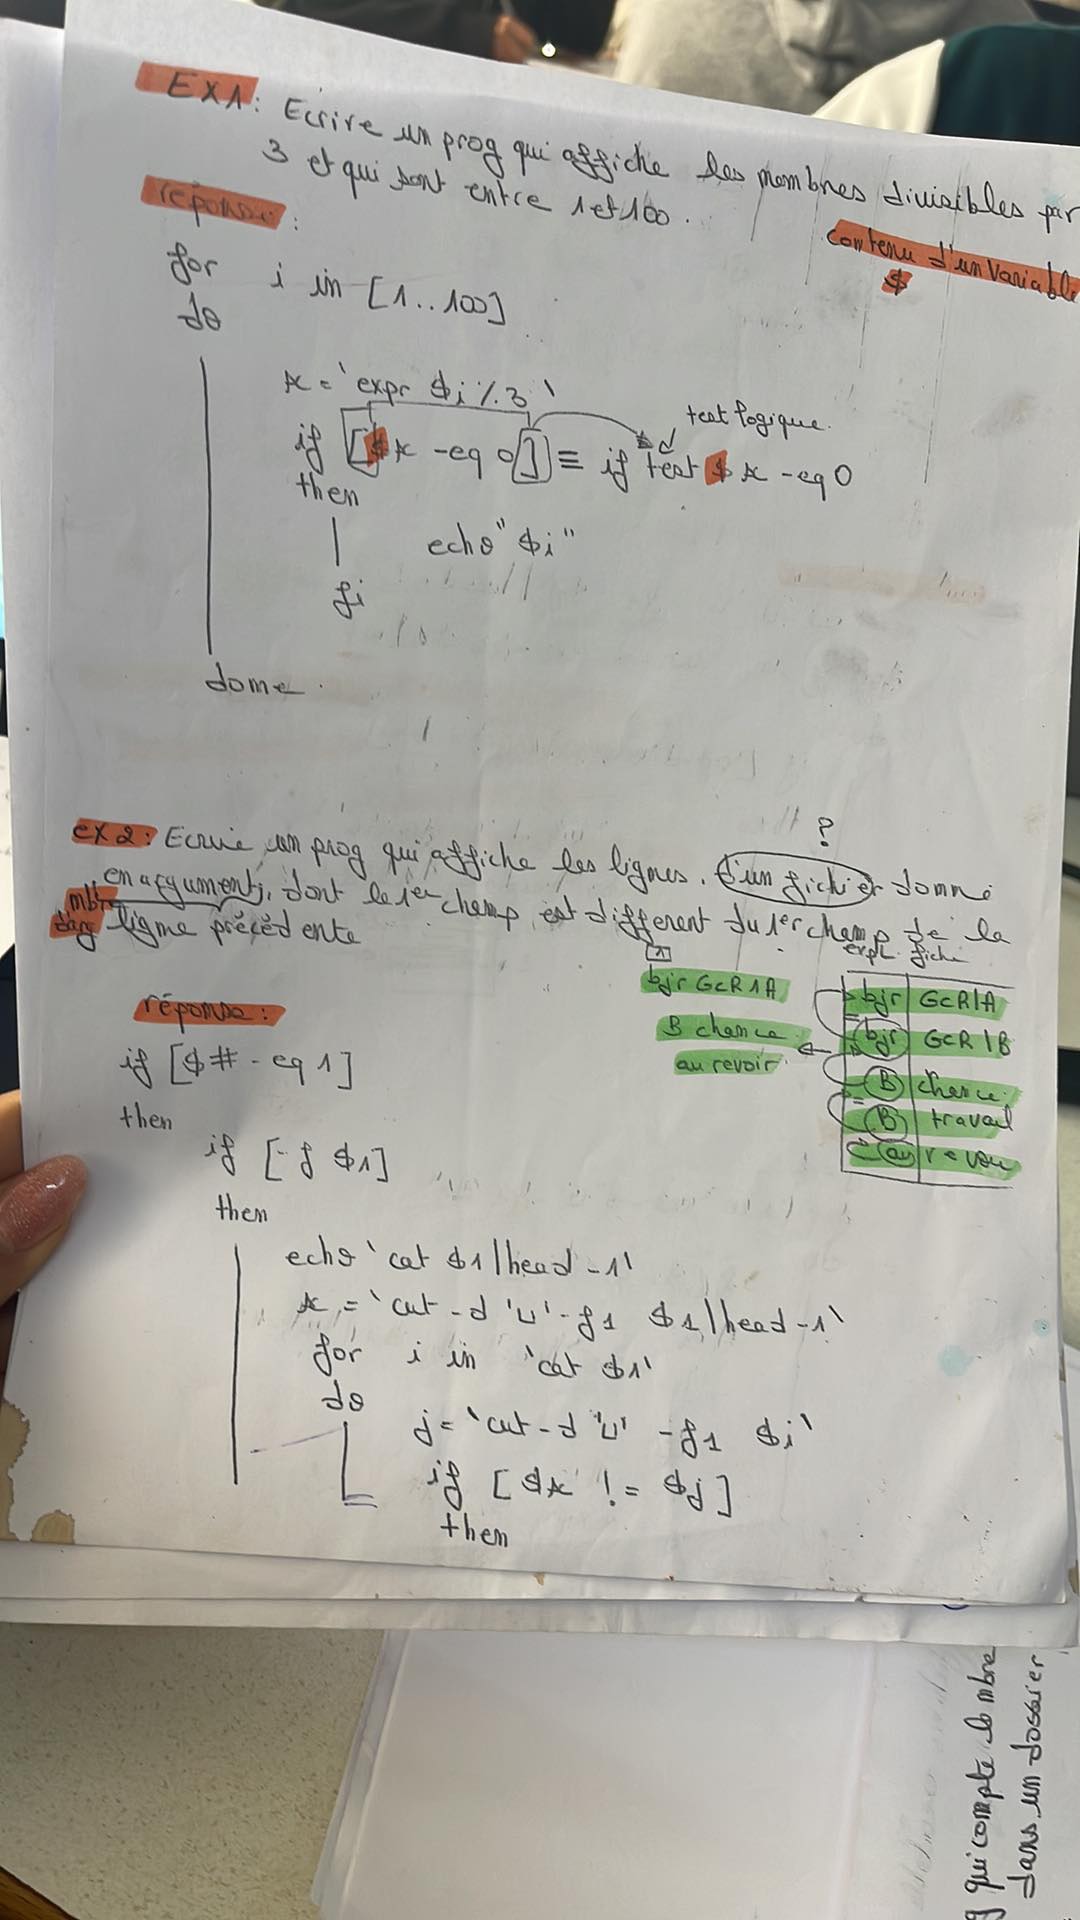 EX1: Ecrire un prog qui affiche les nombres divisibles par
3 et qui sont entre 1 et 100.
réponse:
contenu d'un variable
$
for i in [1..100]
do
x = `expr $i % 3`
test logique.
if [ $x -eq 0 ] ≡ if test $x -eq 0
then
echo "$i"
fi
done.
?
ex2: Ecrire un prog qui affiche les lignes. d'un fichier donné
en argument, dont le 1er champ est différent du 1er champ de la
nbr
dans
ligne précédente
expl. fiche
1
bjr GCR1A
B chance
au revoir.
bjr GCR1A
bjr GCR1B
B chance
B travail
au revoir
réponse:
if [$# -eq 1]
then
if [-f $1]
then
echo `cat $1|head -1`
x = `cut -d '⊔' -f1 $1|head -1`
for i in `cat $1`
do
j = `cut -d '⊔' -f1 $i`
if [ $x != $j ]
then
qui compte le nbre
dans un dossier